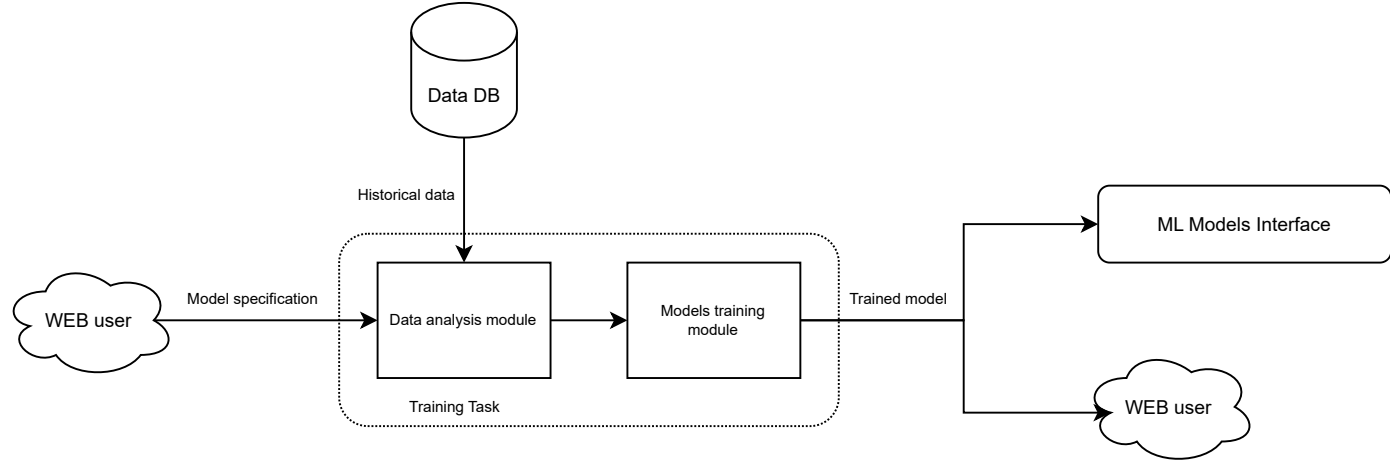 Data DB
Historical data
ML Models Interface
WEB user
Model specification
Data analysis module
Models training
module
Trained model
Training Task
WEB user